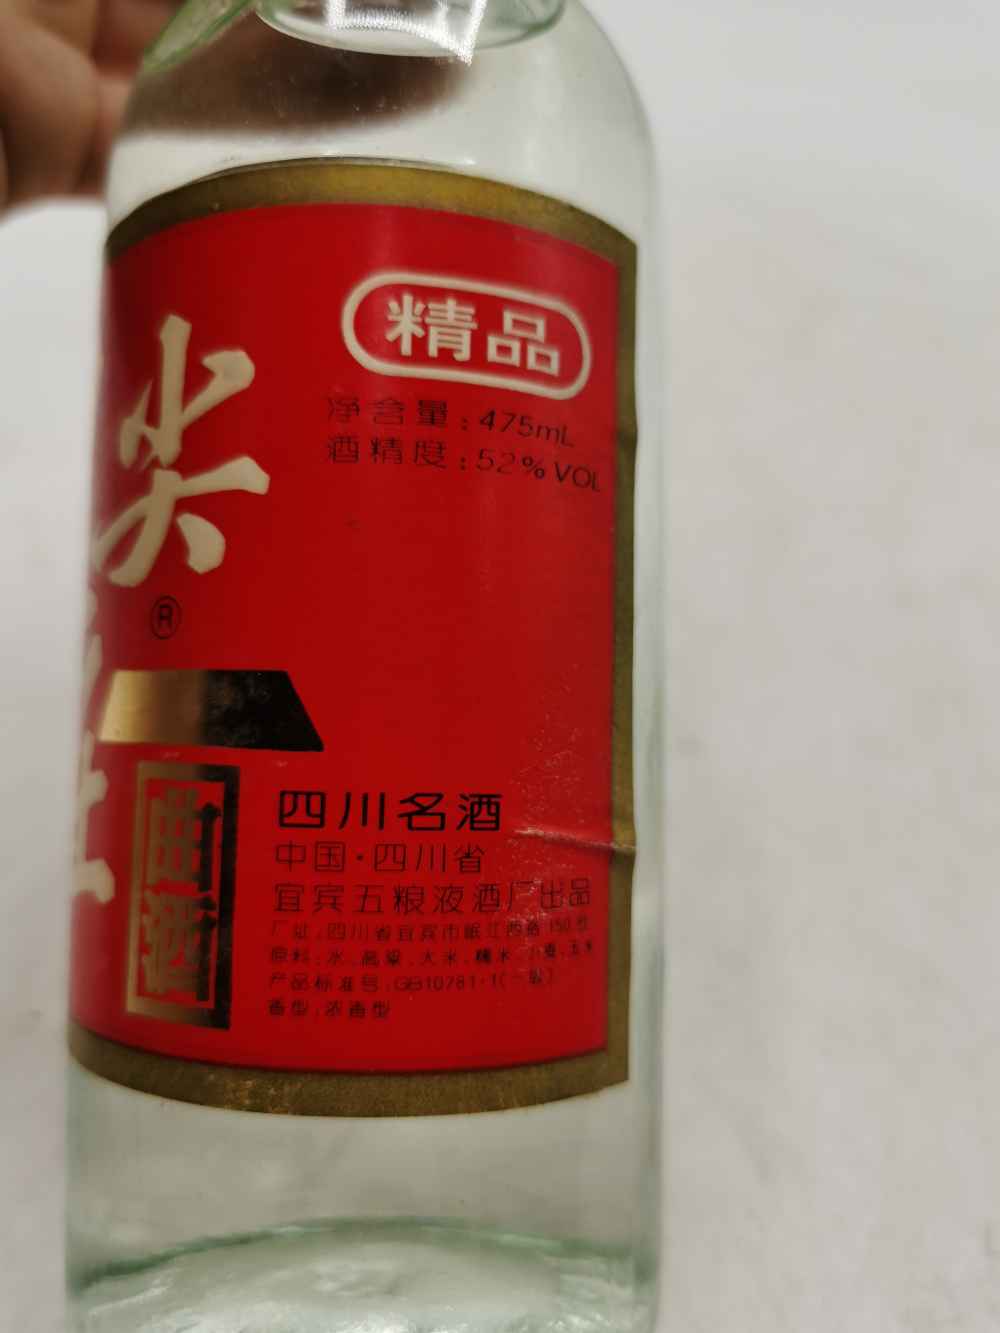 精品
净含量:475mL
酒精度:52%VOL
尖
®
曲酒
四川名酒
中国·四川省
宜宾五粮液酒厂出品
厂址:四川省宜宾市岷江西路150号
原料:水、高粱、大米、糯米、小麦、玉米
产品标准号:GB10781·1(一级)
香型:浓香型